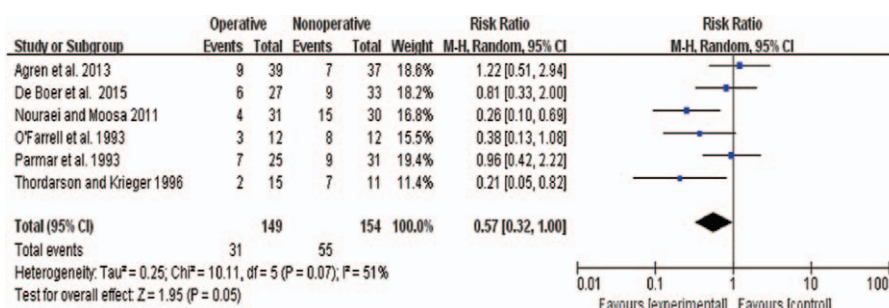 Operative Nonoperative Risk Ratio Risk Ratio
Study or Subgroup Events Total Events Total Weight M-H, Random, 95% CI M-H, Random, 95% CI
Agren et al. 2013 9 39 7 37 18.6% 1.22 [0.51, 2.94]
De Boer et al. 2015 6 27 9 33 18.2% 0.81 [0.33, 2.00]
Nouraei and Moosa 2011 4 31 15 30 16.8% 0.26 [0.10, 0.69]
O'Farrell et al. 1993 3 12 8 12 15.5% 0.38 [0.13, 1.08]
Parmar et al. 1993 7 25 9 31 19.4% 0.96 [0.42, 2.22]
Thordarson and Krieger 1996 2 15 7 11 11.4% 0.21 [0.05, 0.82]
Total (95% CI) 149 154 100.0% 0.57 [0.32, 1.00]
Total events 31 55
Heterogeneity: Tau² = 0.25; Chi² = 10.11, df = 5 (P = 0.07); I² = 51%
Test for overall effect: Z = 1.95 (P = 0.05)
0.01 0.1 1 10 100
Favours [experimental] Favours [control]